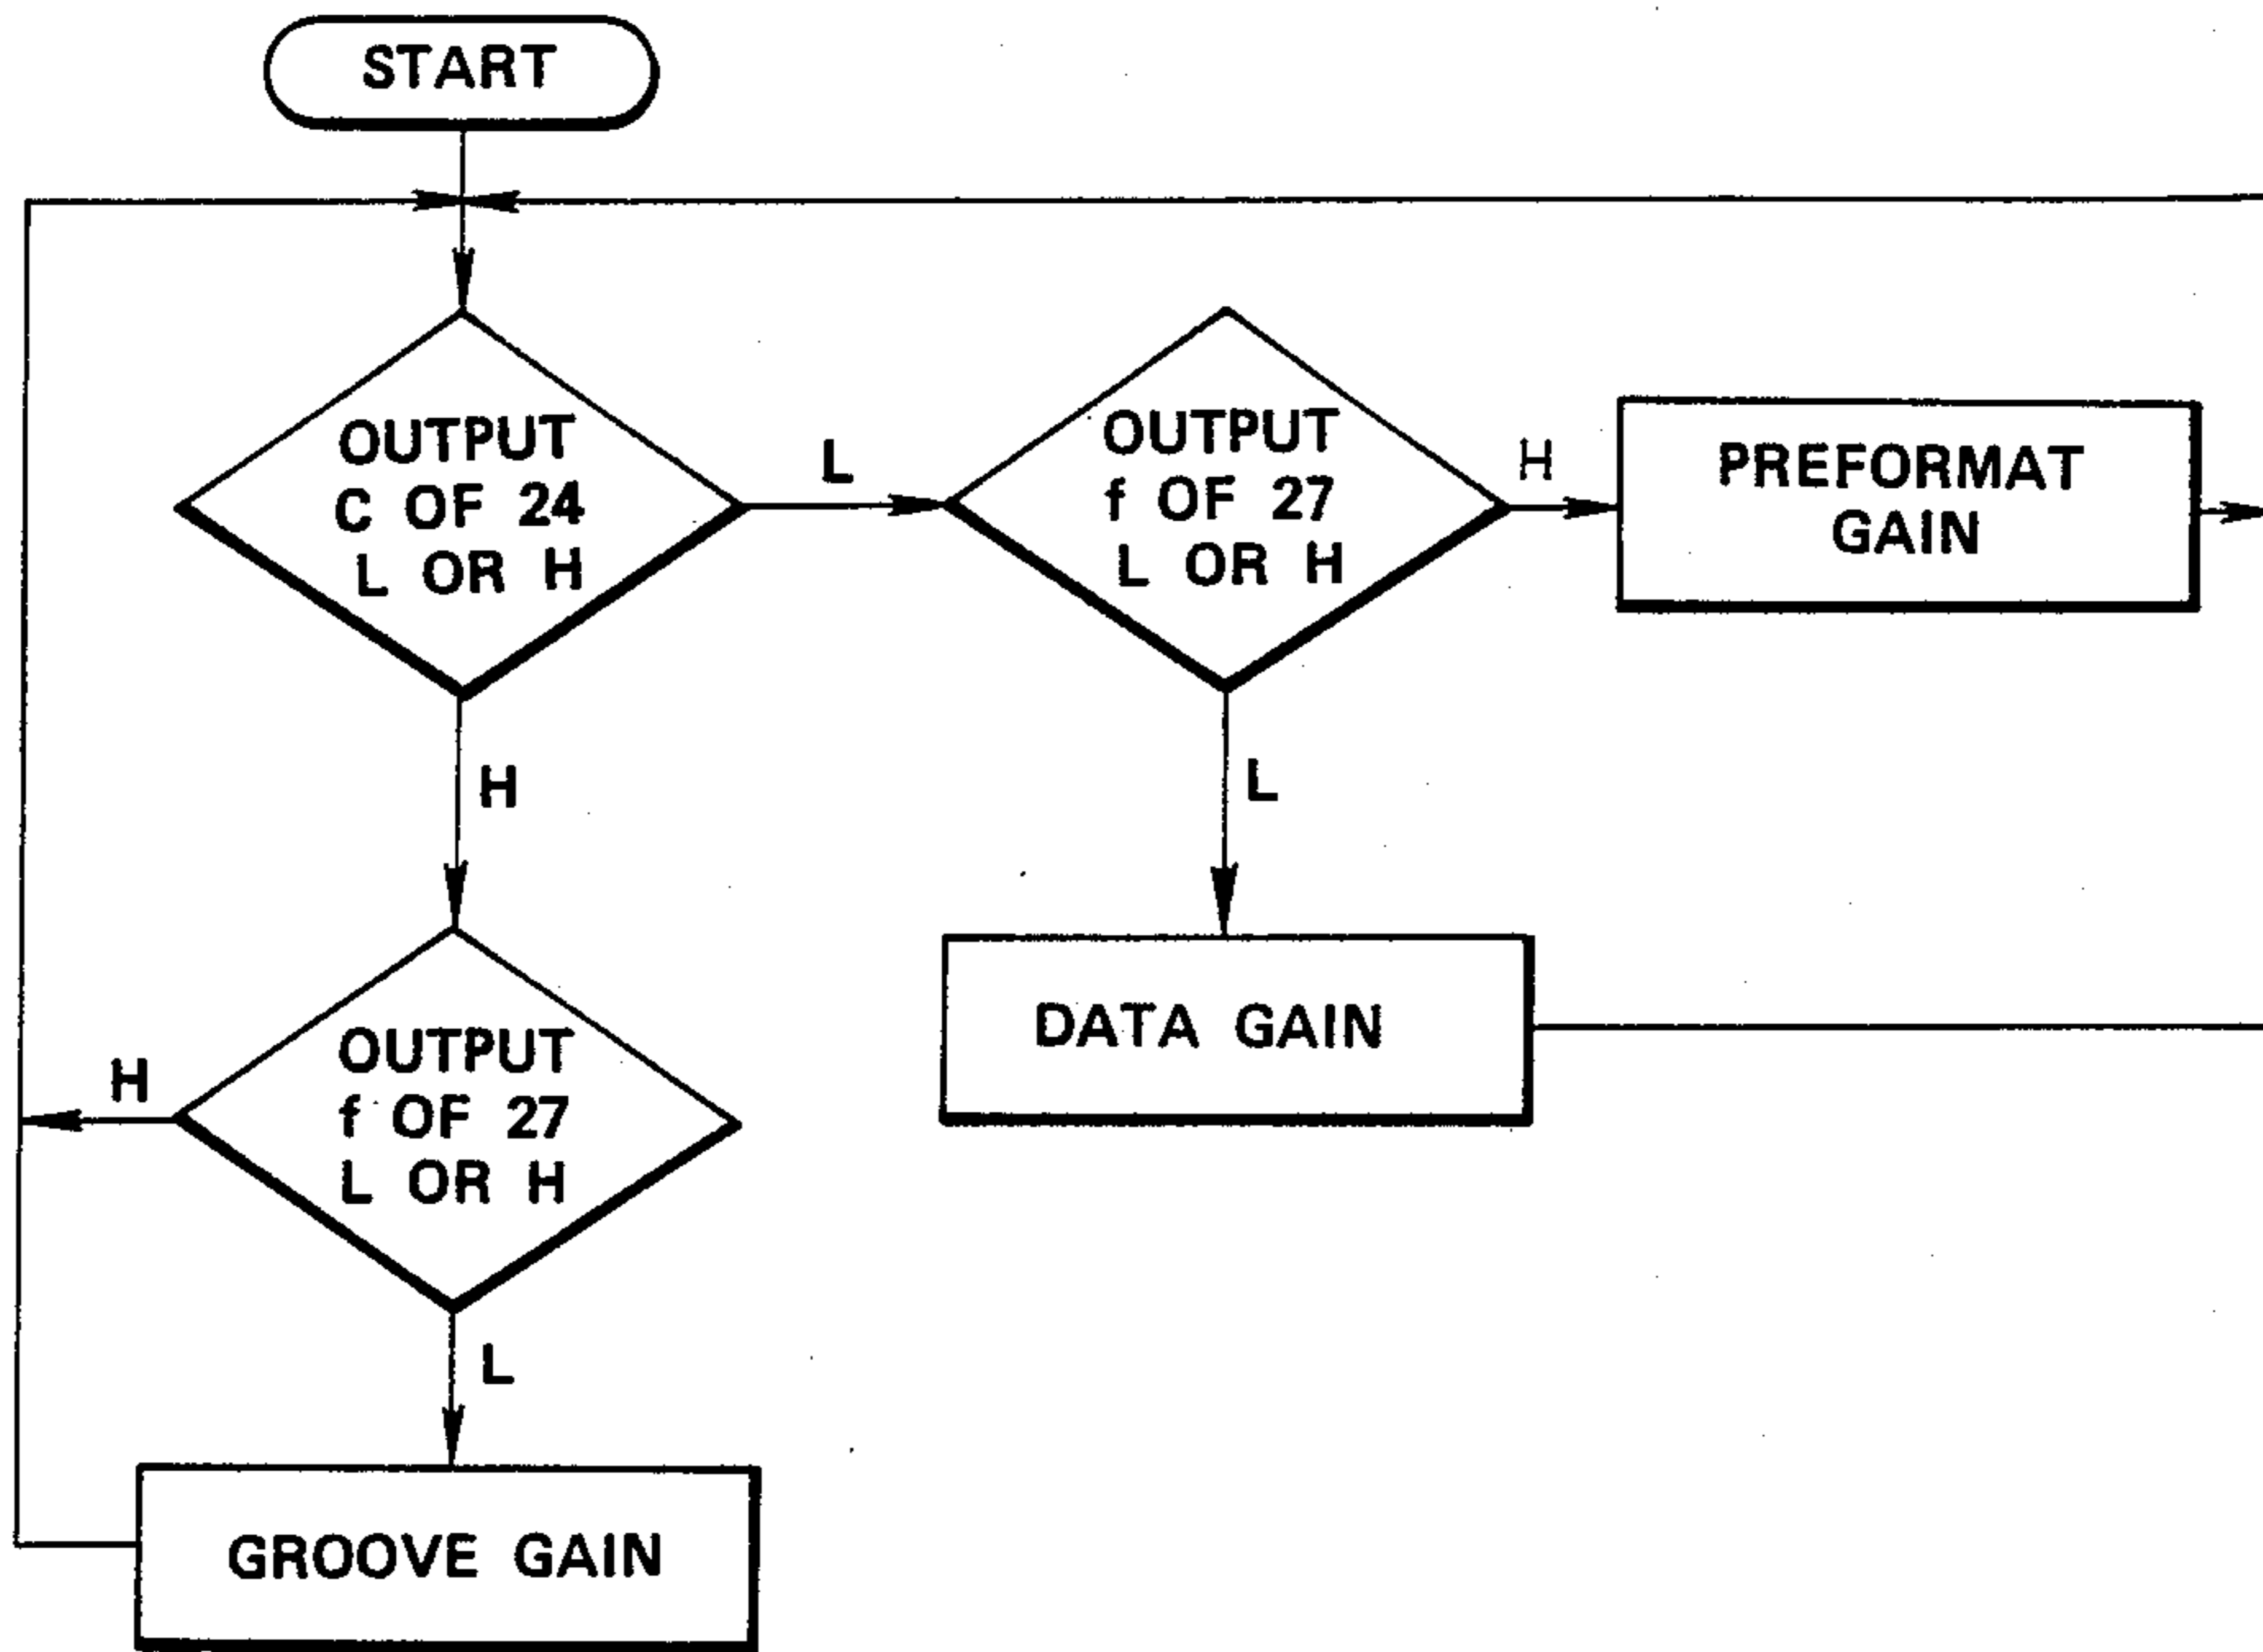 START
OUTPUT
C OF 24
L OR H
L
OUTPUT
f OF 27
L OR H
H
PREFORMAT
GAIN
H
L
OUTPUT
f OF 27
L OR H
H
DATA GAIN
L
GROOVE GAIN